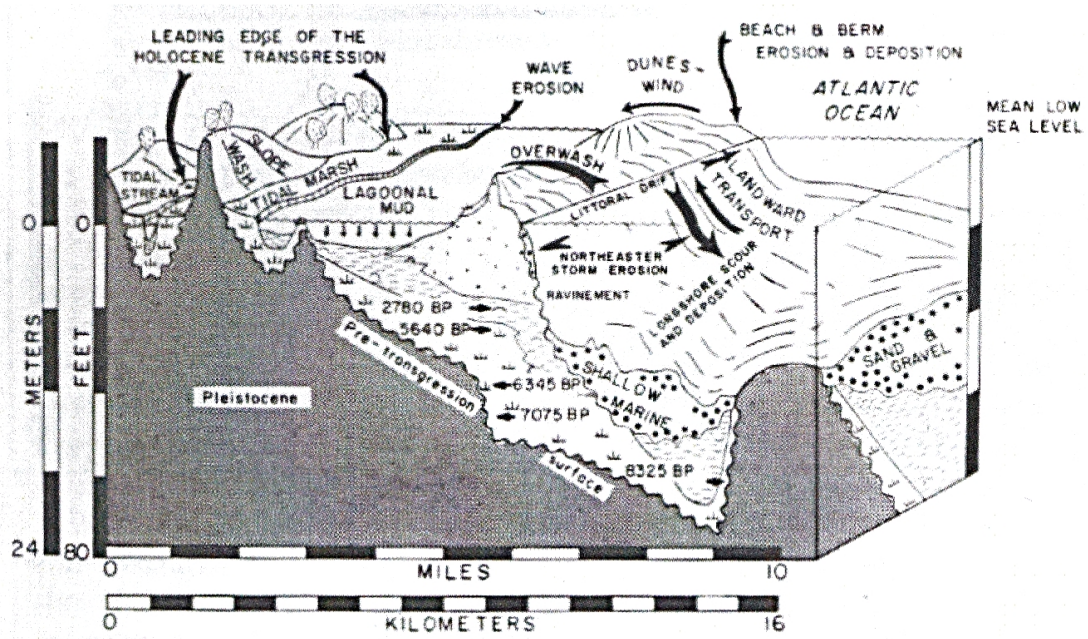 LEADING EDGE OF THE
HOLOCENE TRANSGRESSION
WAVE
EROSION
DUNES-
WIND
BEACH & BERM
EROSION & DEPOSITION
ATLANTIC
OCEAN
MEAN LOW
SEA LEVEL
TIDAL
STREAM
SLOPE
WASH
TIDAL MARSH
LAGOONAL
MUD
OVERWASH
LITTORAL DRIFT
LANDWARD
TRANSPORT
NORTHEASTER
STORM EROSION
RAVINEMENT
LONGSHORE SCOUR
AND DEPOSITION
0
0
METERS
FEET
2780 BP
5640 BP
6345 BP
7075 BP
8325 BP
Pre-transgression
surface
Pleistocene
SHALLOW
MARINE
SAND &
GRAVEL
24
80
0
MILES
10
0
KILOMETERS
16